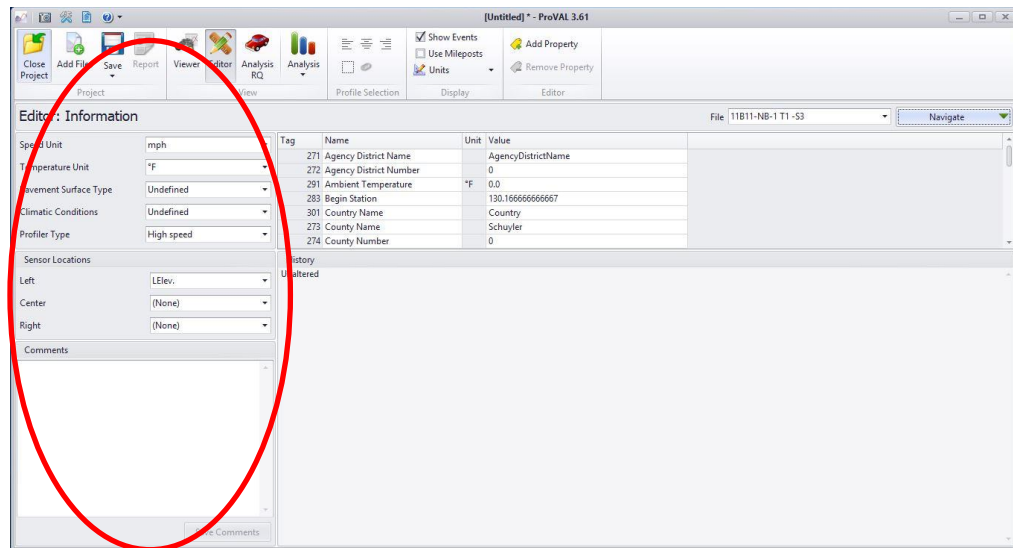 [Untitled] * - ProVAL 3.61
Close Project
Add File
Save
Report
Viewer
Editor
Analysis RQ
Analysis
Show Events
Use Mileposts
Units
Add Property
Remove Property
Project
View
Profile Selection
Display
Editor
Editor: Information
File 11B11-NB-1 T1 -S3
Navigate
Speed Unit mph
Temperature Unit °F
Pavement Surface Type Undefined
Climatic Conditions Undefined
Profiler Type High speed
Sensor Locations
Left LElev.
Center (None)
Right (None)
Comments
Save Comments
Tag Name Unit Value
271 Agency District Name AgencyDistrictName
272 Agency District Number 0
291 Ambient Temperature °F 0.0
283 Begin Station 130.166666666667
301 Country Name Country
273 County Name Schuyler
274 County Number 0
History
Unaltered